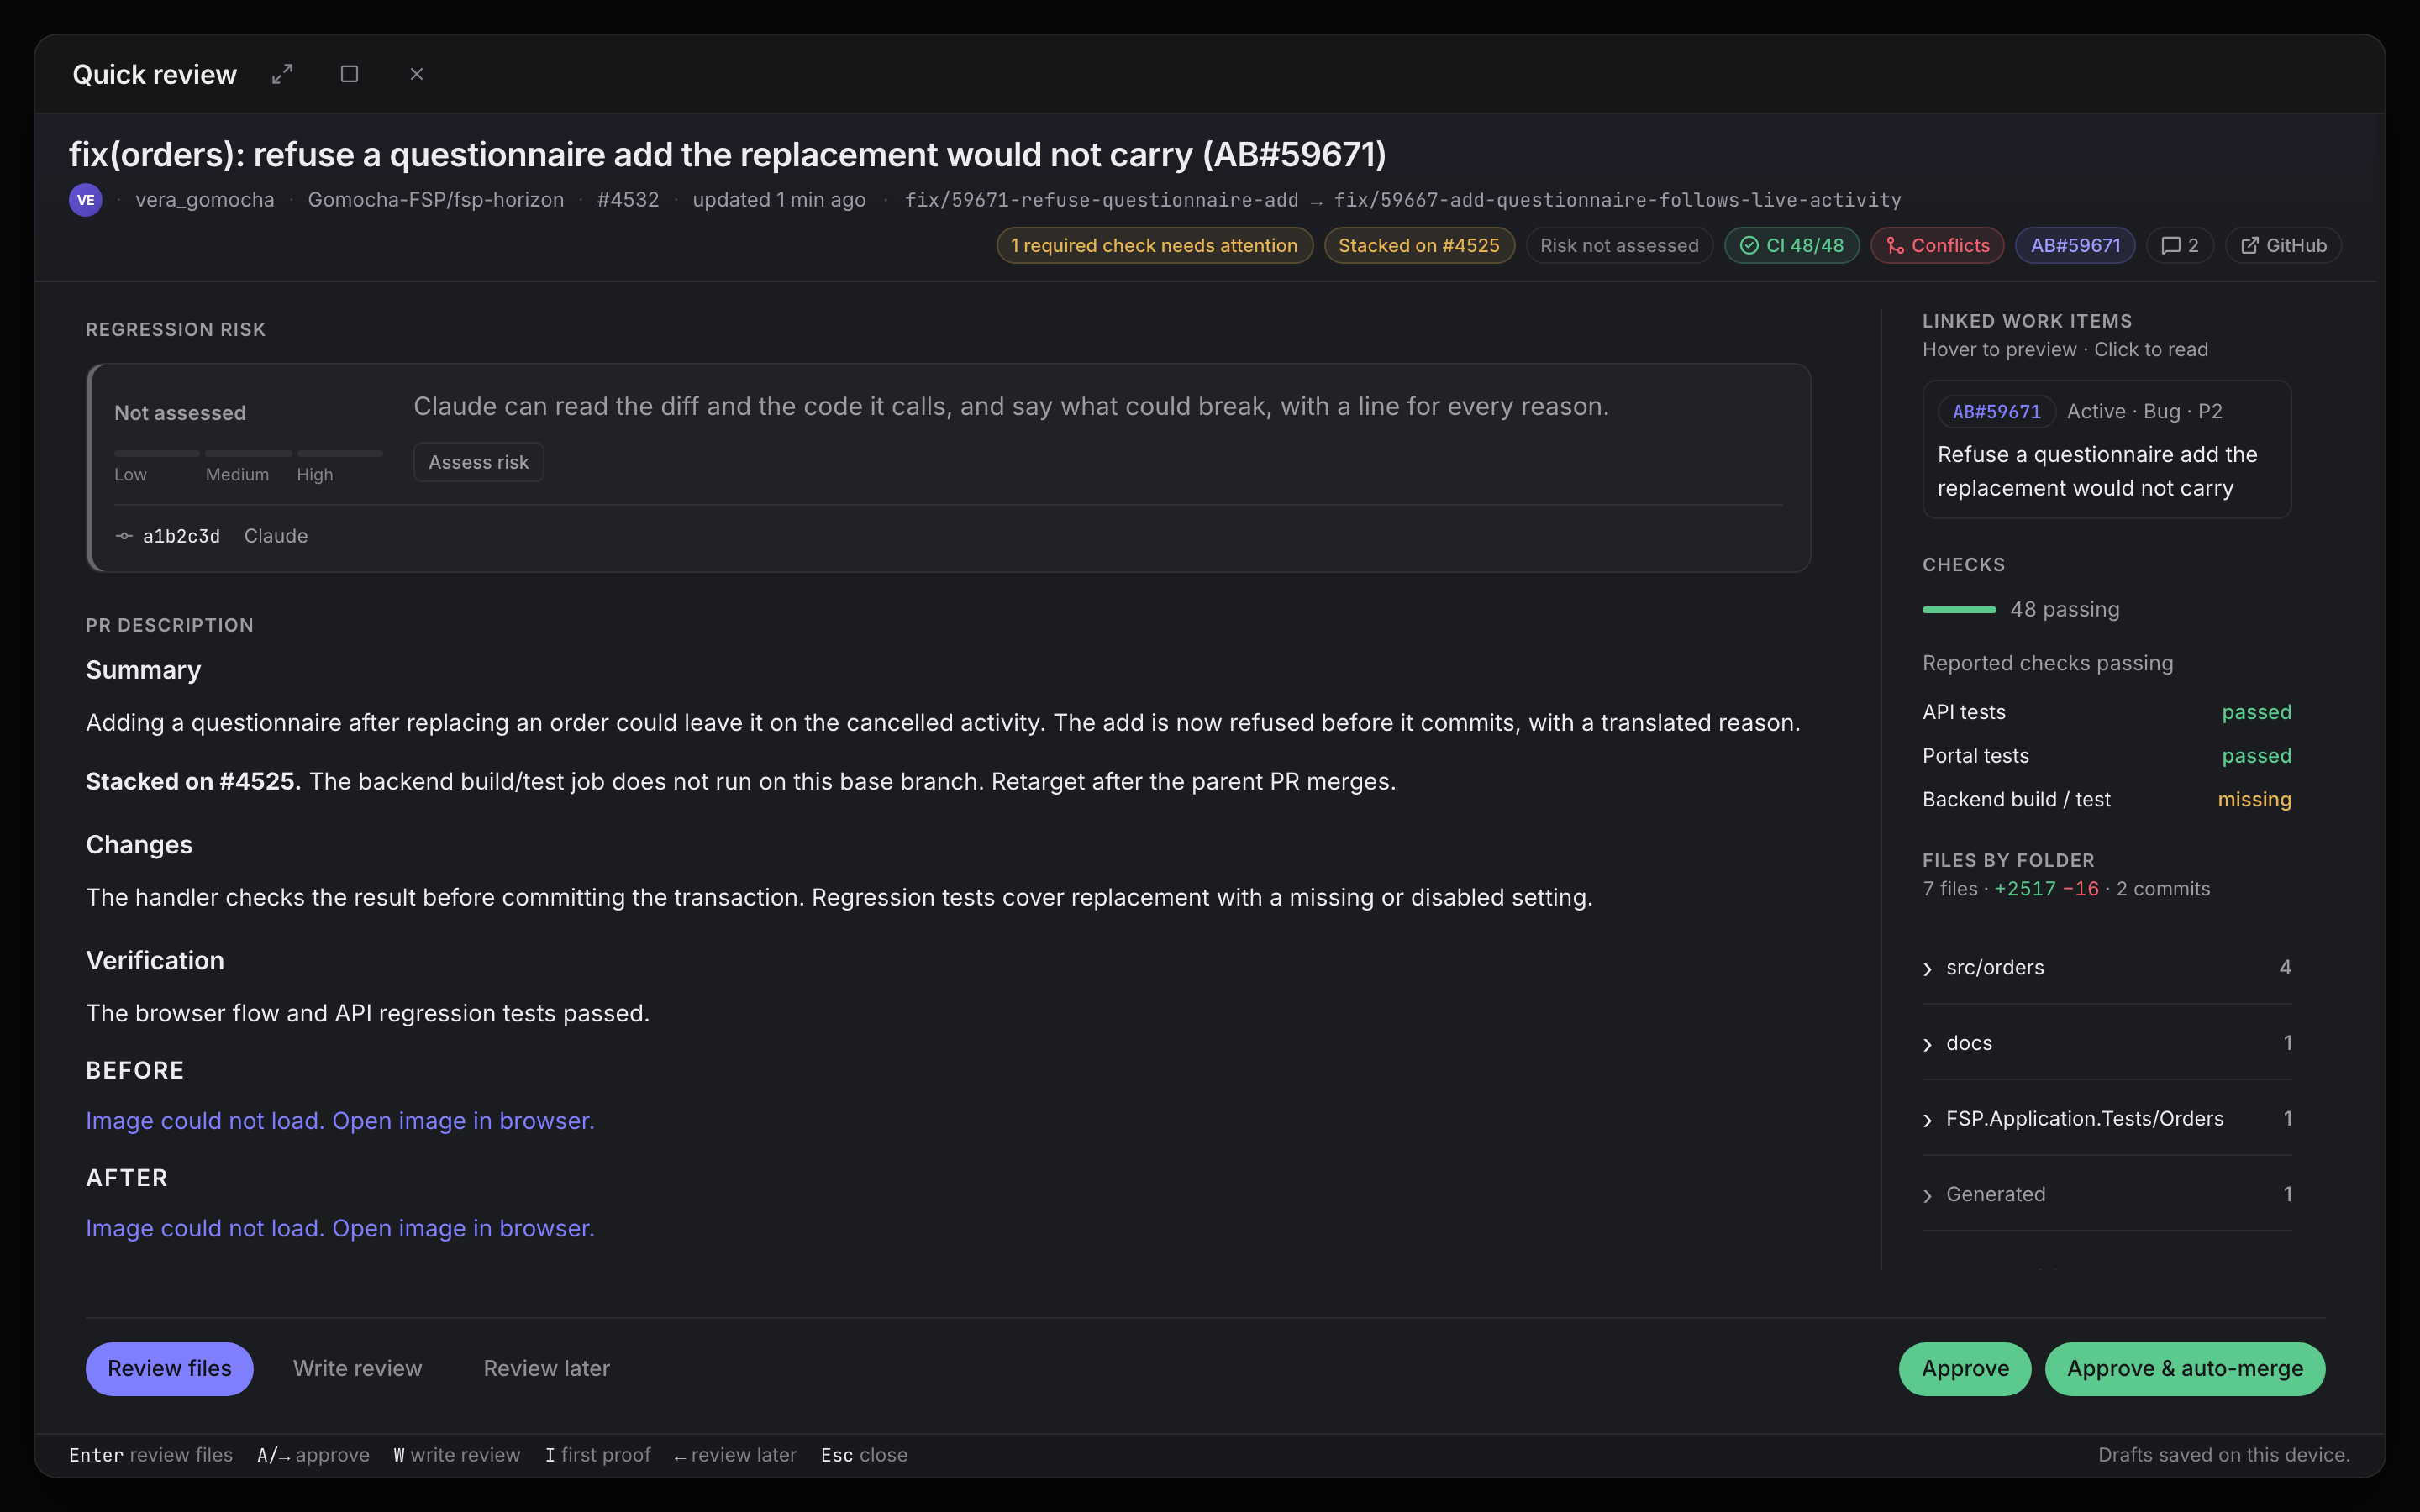 Quick review
fix(orders): refuse a questionnaire add the replacement would not carry (AB#59671)
VE · vera_gomocha · Gomocha-FSP/fsp-horizon · #4532 · updated 1 min ago · fix/59671-refuse-questionnaire-add → fix/59667-add-questionnaire-follows-live-activity
1 required check needs attention Stacked on #4525 Risk not assessed CI 48/48 Conflicts AB#59671 2 GitHub
REGRESSION RISK
Not assessed
Low Medium High
Claude can read the diff and the code it calls, and say what could break, with a line for every reason.
Assess risk
a1b2c3d Claude
PR DESCRIPTION
Summary
Adding a questionnaire after replacing an order could leave it on the cancelled activity. The add is now refused before it commits, with a translated reason.
Stacked on #4525. The backend build/test job does not run on this base branch. Retarget after the parent PR merges.
Changes
The handler checks the result before committing the transaction. Regression tests cover replacement with a missing or disabled setting.
Verification
The browser flow and API regression tests passed.
BEFORE
Image could not load. Open image in browser.
AFTER
Image could not load. Open image in browser.
LINKED WORK ITEMS
Hover to preview · Click to read
AB#59671 Active · Bug · P2
Refuse a questionnaire add the
replacement would not carry
CHECKS
48 passing
Reported checks passing
API tests passed
Portal tests passed
Backend build / test missing
FILES BY FOLDER
7 files · +2517 −16 · 2 commits
src/orders 4
docs 1
FSP.Application.Tests/Orders 1
Generated 1
Review files Write review Review later Approve Approve & auto-merge
Enter review files A/→ approve W write review I first proof ← review later Esc close Drafts saved on this device.